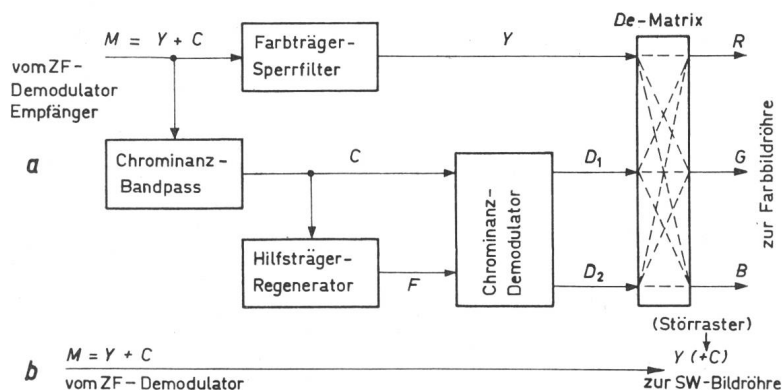 De-Matrix
M = Y + C
Farbträger-
Sperrfilter
Y
R
vom ZF-
Demodulator
Empfänger
a
Chrominanz-
Bandpass
C
Chrominanz-
Demodulator
D₁
G
zur Farbbildröhre
Hilfsträger-
Regenerator
F
D₂
B
(Störraster)
b
M = Y + C
Y (+C)
vom ZF-Demodulator
zur SW-Bildröhre